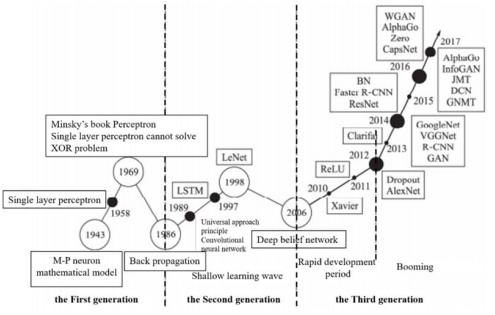 WGAN
AlphaGo
Zero
CapsNet
2017
AlphaGo
InfoGAN
JMT
DCN
GNMT
2016
BN
Faster R-CNN
ResNet
2015
2014
GoogleNet
VGGNet
R-CNN
GAN
Minsky's book Perceptron
Single layer perceptron cannot solve
XOR problem
Clarifai
2013
2012
LeNet
1969
ReLU
Dropout
AlexNet
LSTM
1998
2010
2011
Single layer perceptron
1958
1989
1997
Xavier
1943
1986
Universal approach
principle
Convolutional
neural network
2006
Deep belief network
M-P neuron
mathematical model
Back propagation
Shallow learning wave
Rapid development
period
Booming
the First generation
the Second generation
the Third generation